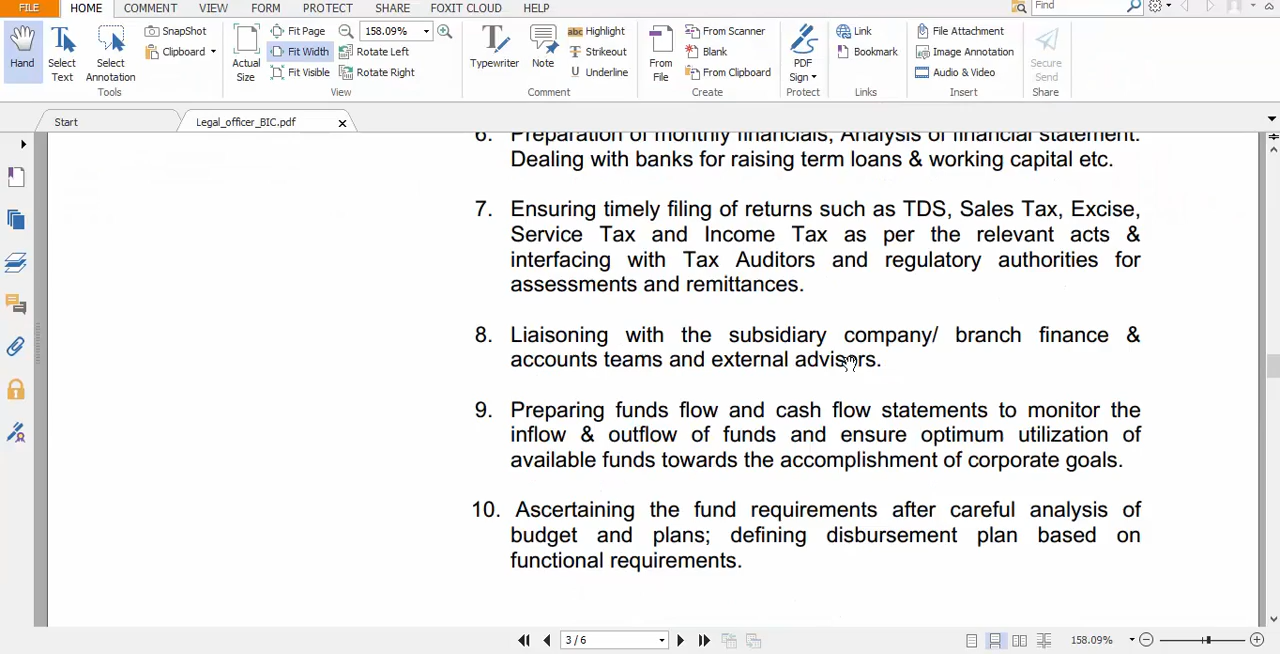 FILE HOME COMMENT VIEW FORM PROTECT SHARE FOXIT CLOUD HELP Find
Hand
Select Text
Select Annotation
SnapShot
Clipboard
Tools
Actual Size
Fit Page
Fit Width
Fit Visible
158.09%
Rotate Left
Rotate Right
View
Typewriter
Note
Highlight
Strikeout
Underline
Comment
From File
From Scanner
Blank
From Clipboard
Create
PDF Sign
Protect
Link
Bookmark
Links
File Attachment
Image Annotation
Audio & Video
Insert
Secure Send
Share
Start Legal_officer_BIC.pdf
6. Preparation of monthly financials, Analysis of financial statement.
Dealing with banks for raising term loans & working capital etc.
7. Ensuring timely filing of returns such as TDS, Sales Tax, Excise,
Service Tax and Income Tax as per the relevant acts &
interfacing with Tax Auditors and regulatory authorities for
assessments and remittances.
8. Liaisoning with the subsidiary company/ branch finance &
accounts teams and external advisors.
9. Preparing funds flow and cash flow statements to monitor the
inflow & outflow of funds and ensure optimum utilization of
available funds towards the accomplishment of corporate goals.
10. Ascertaining the fund requirements after careful analysis of
budget and plans; defining disbursement plan based on
functional requirements.
3 / 6 158.09%